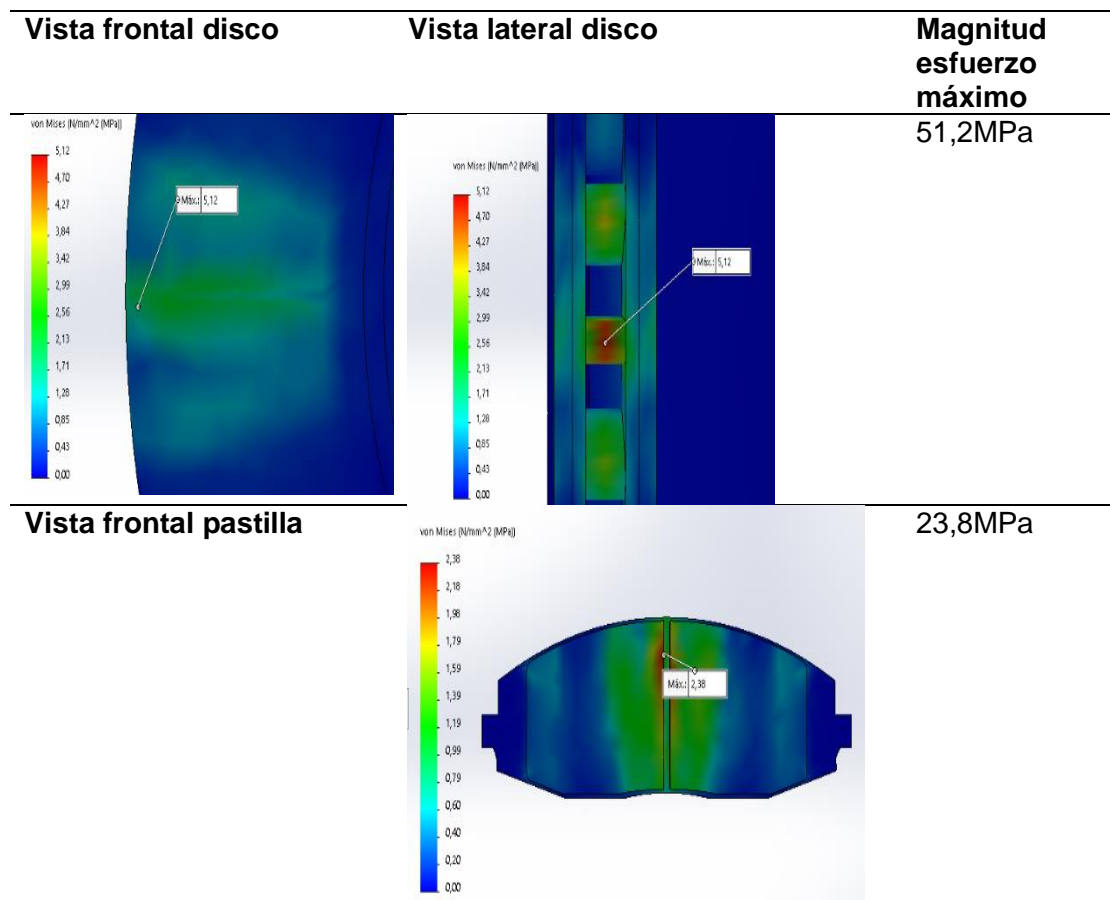 Vista frontal disco
Vista lateral disco
Magnitud
esfuerzo
máximo
von Mises (N/mm^2 (MPa))
5,12
4,70
4,27
3,84
3,42
2,99
2,56
2,13
1,71
1,28
0,85
0,43
0,00
Máx.: 5,12
von Mises (N/mm^2 (MPa))
5,12
4,70
4,27
3,84
3,42
2,99
2,56
2,13
1,71
1,28
0,85
0,43
0,00
Máx.: 5,12
51,2MPa
Vista frontal pastilla
von Mises (N/mm^2 (MPa))
2,38
2,18
1,98
1,79
1,59
1,39
1,19
0,99
0,79
0,60
0,40
0,20
0,00
Máx.: 2,38
23,8MPa